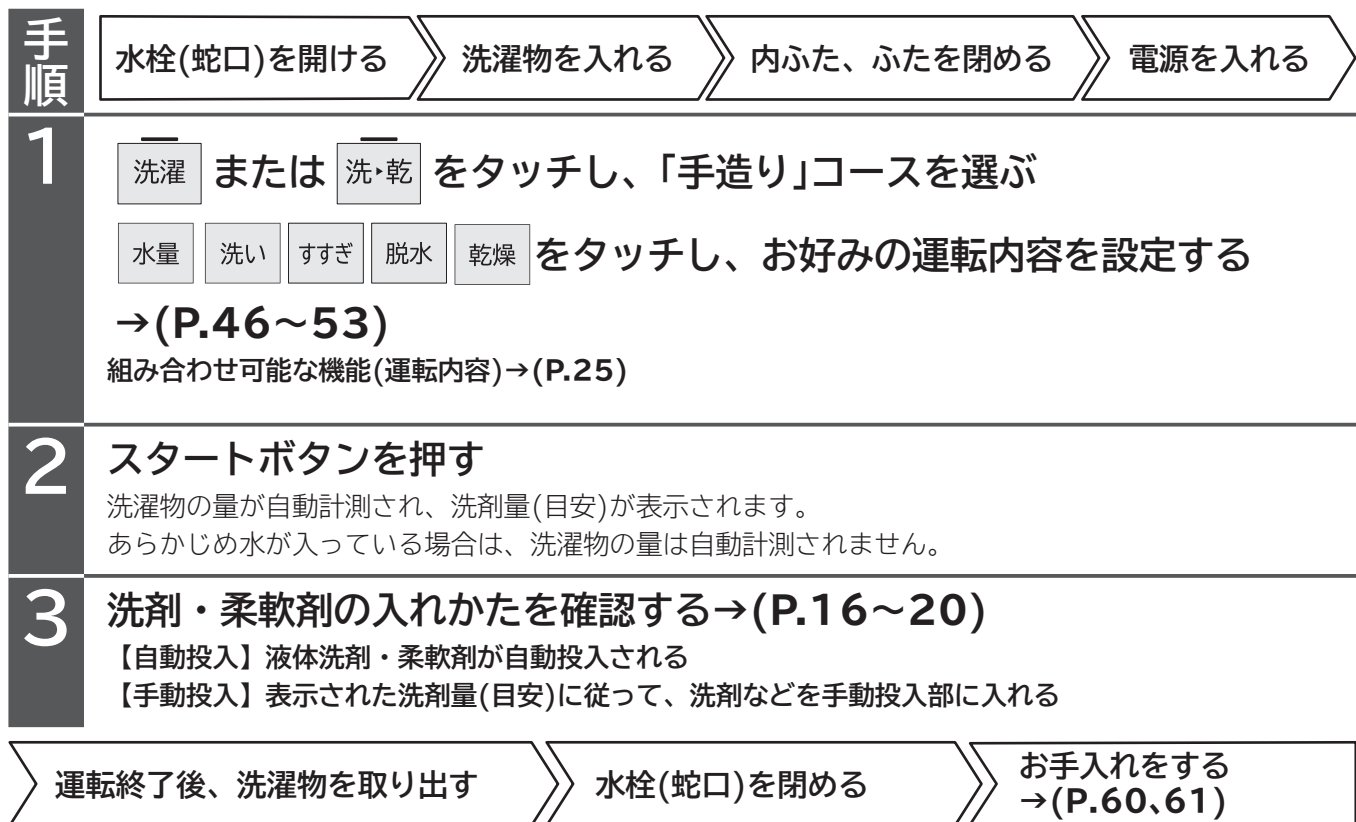 手順
水栓(蛇口)を開ける
洗濯物を入れる
内ふた、ふたを閉める
電源を入れる
1
洗濯 または 洗▸乾 をタッチし、「手造り」コースを選ぶ
水量 洗い すすぎ 脱水 乾燥 をタッチし、お好みの運転内容を設定する
→(P.46～53)
組み合わせ可能な機能(運転内容)→(P.25)
2
スタートボタンを押す
洗濯物の量が自動計測され、洗剤量(目安)が表示されます。
あらかじめ水が入っている場合は、洗濯物の量は自動計測されません。
3
洗剤・柔軟剤の入れかたを確認する→(P.16～20)
【自動投入】液体洗剤・柔軟剤が自動投入される
【手動投入】表示された洗剤量(目安)に従って、洗剤などを手動投入部に入れる
運転終了後、洗濯物を取り出す
水栓(蛇口)を閉める
お手入れをする
→(P.60、61)